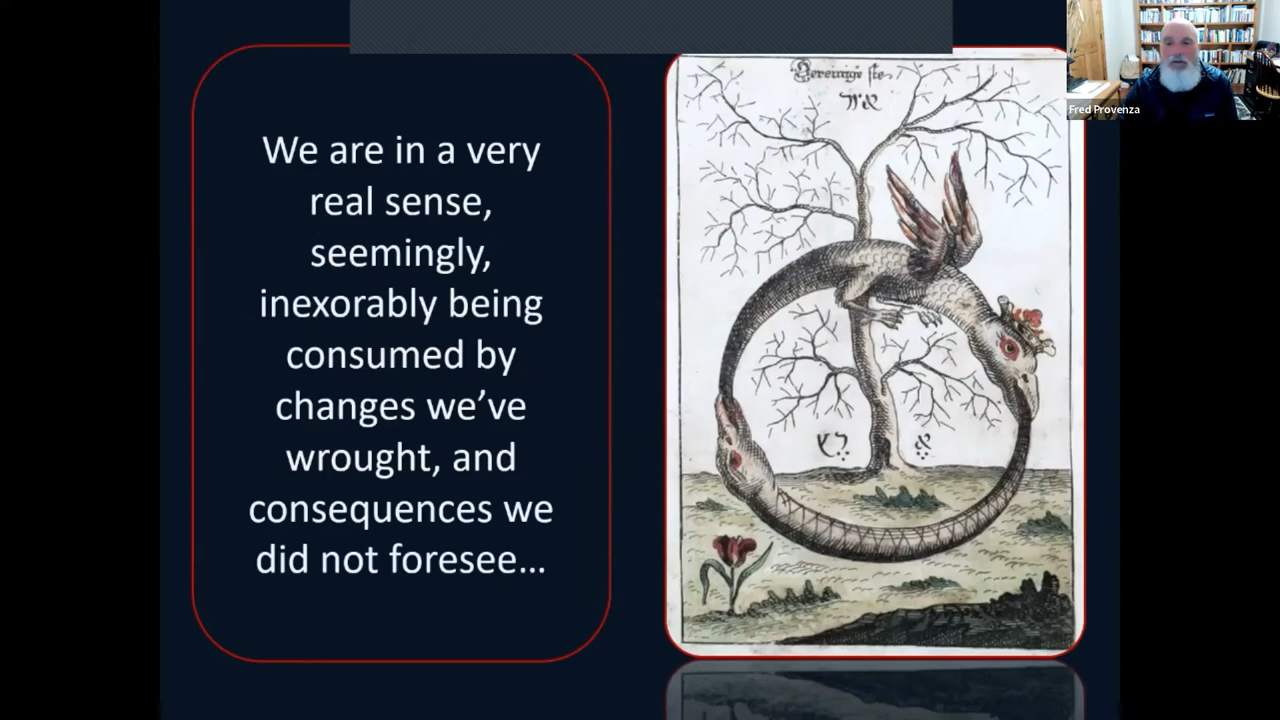 We are in a very
real sense,
seemingly,
inexorably being
consumed by
changes we’ve
wrought, and
consequences we
did not foresee…
Fred Provenza